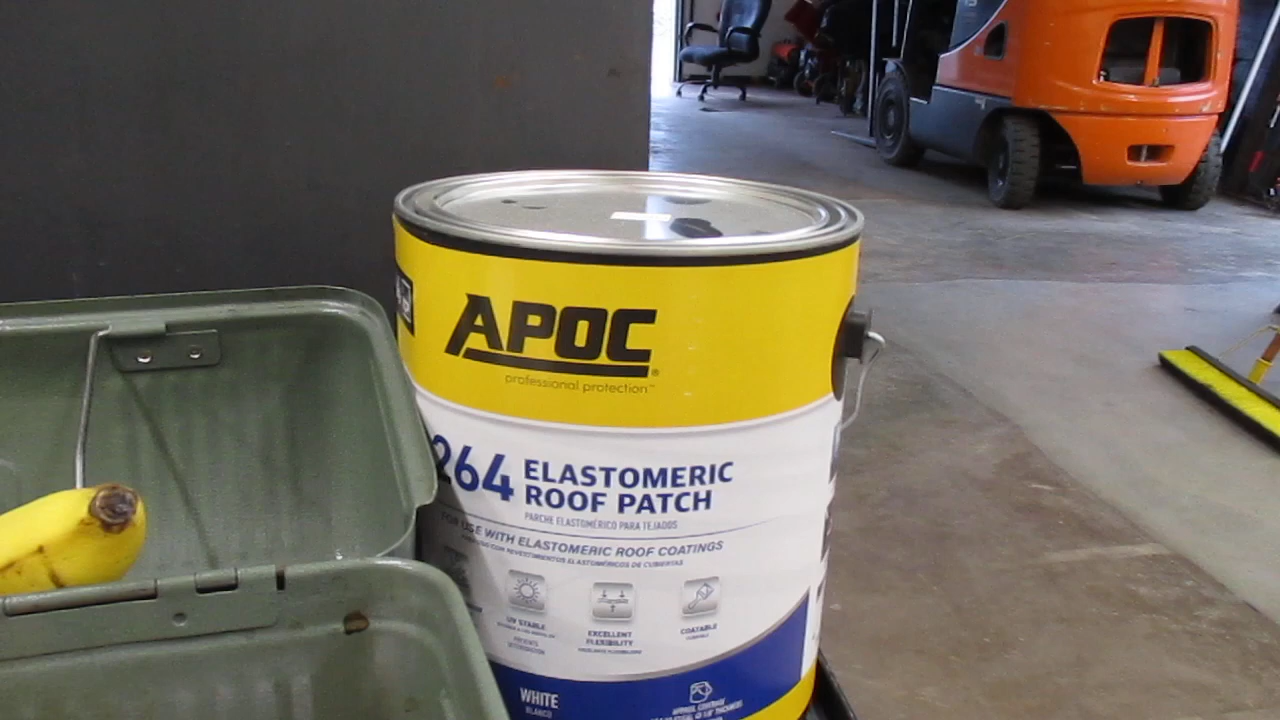 APOC®
professional protection™
264 ELASTOMERIC
ROOF PATCH
PARCHE ELASTOMÉRICO PARA TEJADOS
FOR USE WITH ELASTOMERIC ROOF COATINGS
UV STABLE
EXCELLENT
FLEXIBILITY
COATABLE
WHITE
BLANCO